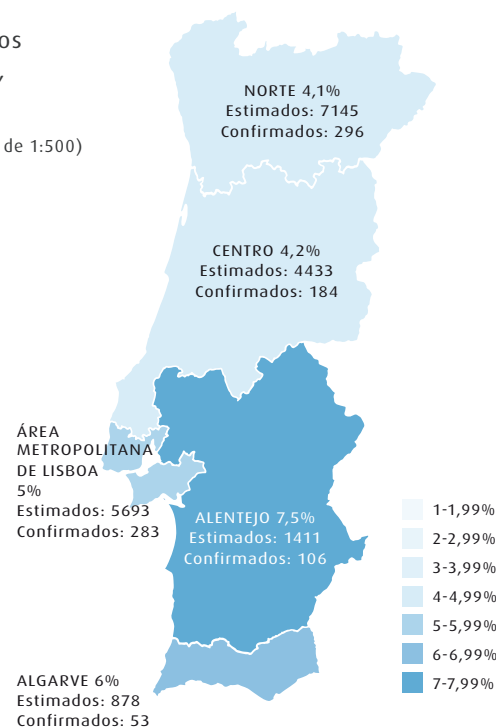 os
de 1:500)
NORTE 4,1%
Estimados: 7145
Confirmados: 296
CENTRO 4,2%
Estimados: 4433
Confirmados: 184
ÁREA
METROPOLITANA
DE LISBOA
5%
Estimados: 5693
Confirmados: 283
ALENTEJO 7,5%
Estimados: 1411
Confirmados: 106
ALGARVE 6%
Estimados: 878
Confirmados: 53
1-1,99%
2-2,99%
3-3,99%
4-4,99%
5-5,99%
6-6,99%
7-7,99%